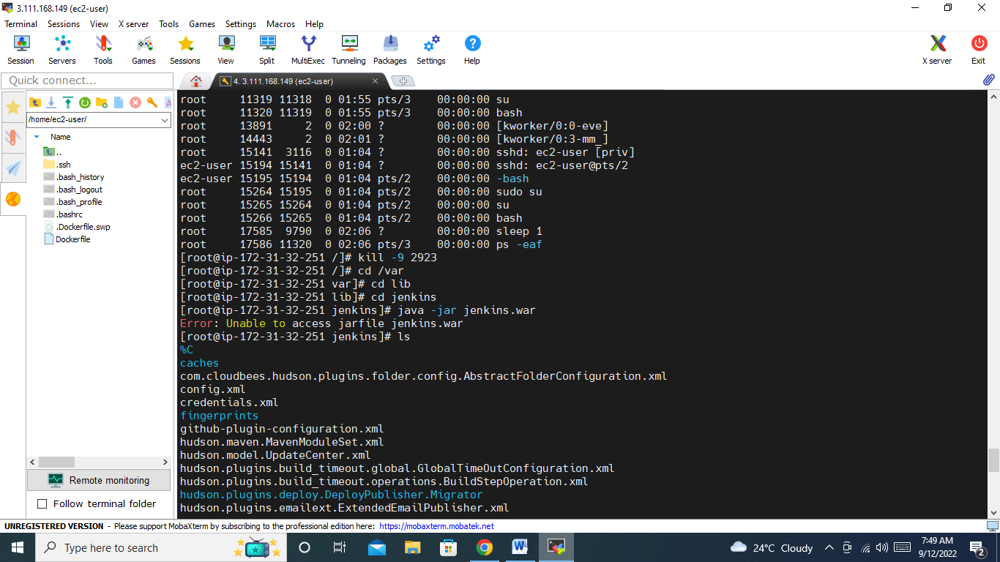 3.111.168.149 (ec2-user)
Terminal Sessions View X server Tools Games Settings Macros Help
Session Servers Tools Games Sessions View Split MultiExec Tunneling Packages Settings Help X server Exit
Quick connect...
4. 3.111.168.149 (ec2-user)
/home/ec2-user/
Name
..
.ssh
.bash_history
.bash_logout
.bash_profile
.bashrc
.Dockerfile.swp
Dockerfile
Remote monitoring
Follow terminal folder
root 11319 11318 0 01:55 pts/3 00:00:00 su
root 11320 11319 0 01:55 pts/3 00:00:00 bash
root 13891 2 0 02:00 ? 00:00:00 [kworker/0:0-eve]
root 14443 2 0 02:01 ? 00:00:00 [kworker/0:3-mm_]
root 15141 3116 0 01:04 ? 00:00:00 sshd: ec2-user [priv]
ec2-user 15194 15141 0 01:04 ? 00:00:00 sshd: ec2-user@pts/2
ec2-user 15195 15194 0 01:04 pts/2 00:00:00 -bash
root 15264 15195 0 01:04 pts/2 00:00:00 sudo su
root 15265 15264 0 01:04 pts/2 00:00:00 su
root 15266 15265 0 01:04 pts/2 00:00:00 bash
root 17585 9790 0 02:06 ? 00:00:00 sleep 1
root 17586 11320 0 02:06 pts/3 00:00:00 ps -eaf
[root@ip-172-31-32-251 /]# kill -9 2923
[root@ip-172-31-32-251 /]# cd /var
[root@ip-172-31-32-251 var]# cd lib
[root@ip-172-31-32-251 lib]# cd jenkins
[root@ip-172-31-32-251 jenkins]# java -jar jenkins.war
Error: Unable to access jarfile jenkins.war
[root@ip-172-31-32-251 jenkins]# ls
%C
caches
com.cloudbees.hudson.plugins.folder.config.AbstractFolderConfiguration.xml
config.xml
credentials.xml
fingerprints
github-plugin-configuration.xml
hudson.maven.MavenModuleSet.xml
hudson.model.UpdateCenter.xml
hudson.plugins.build_timeout.global.GlobalTimeOutConfiguration.xml
hudson.plugins.build_timeout.operations.BuildStepOperation.xml
hudson.plugins.deploy.DeployPublisher.Migrator
hudson.plugins.emailext.ExtendedEmailPublisher.xml
UNREGISTERED VERSION - Please support MobaXterm by subscribing to the professional edition here: https://mobaxterm.mobatek.net
Type here to search
24°C Cloudy
7:49 AM
9/12/2022
2